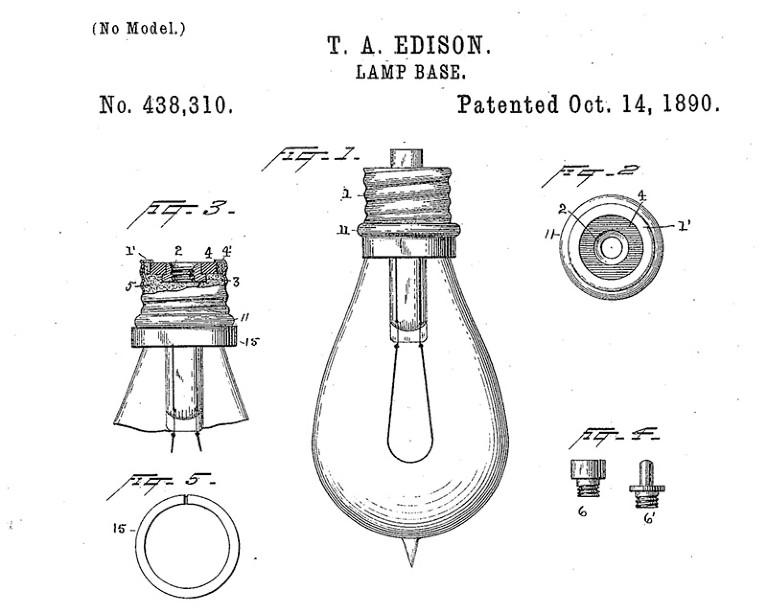 (No Model.)
T. A. EDISON.
LAMP BASE.
No. 438,310.
Patented Oct. 14, 1890.
Fig. 1.
1
11
Fig. 2
2
4
11
1'
Fig. 3.
1'
2
4
4'
5
3
11
15
Fig. 4.
6
6'
Fig. 5.
15